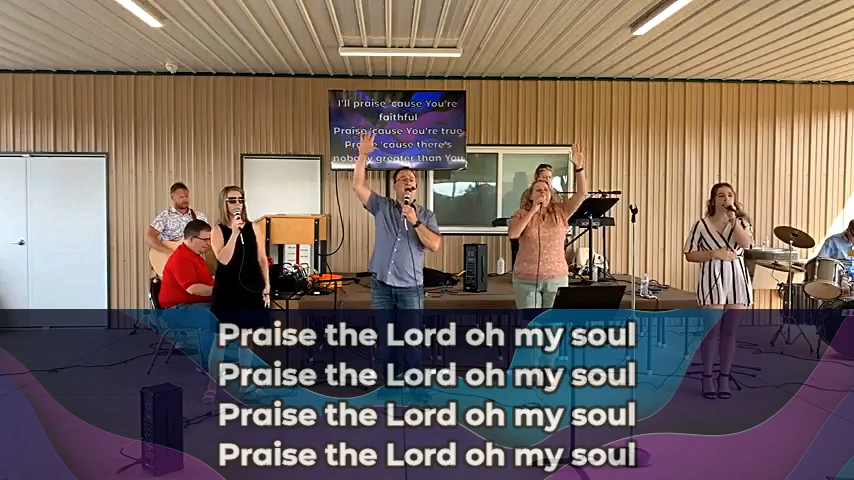 I'll praise 'cause You're
faithful
Praise 'cause You're true
Praise 'cause there's
nobody greater than You
Praise the Lord oh my soul
Praise the Lord oh my soul
Praise the Lord oh my soul
Praise the Lord oh my soul